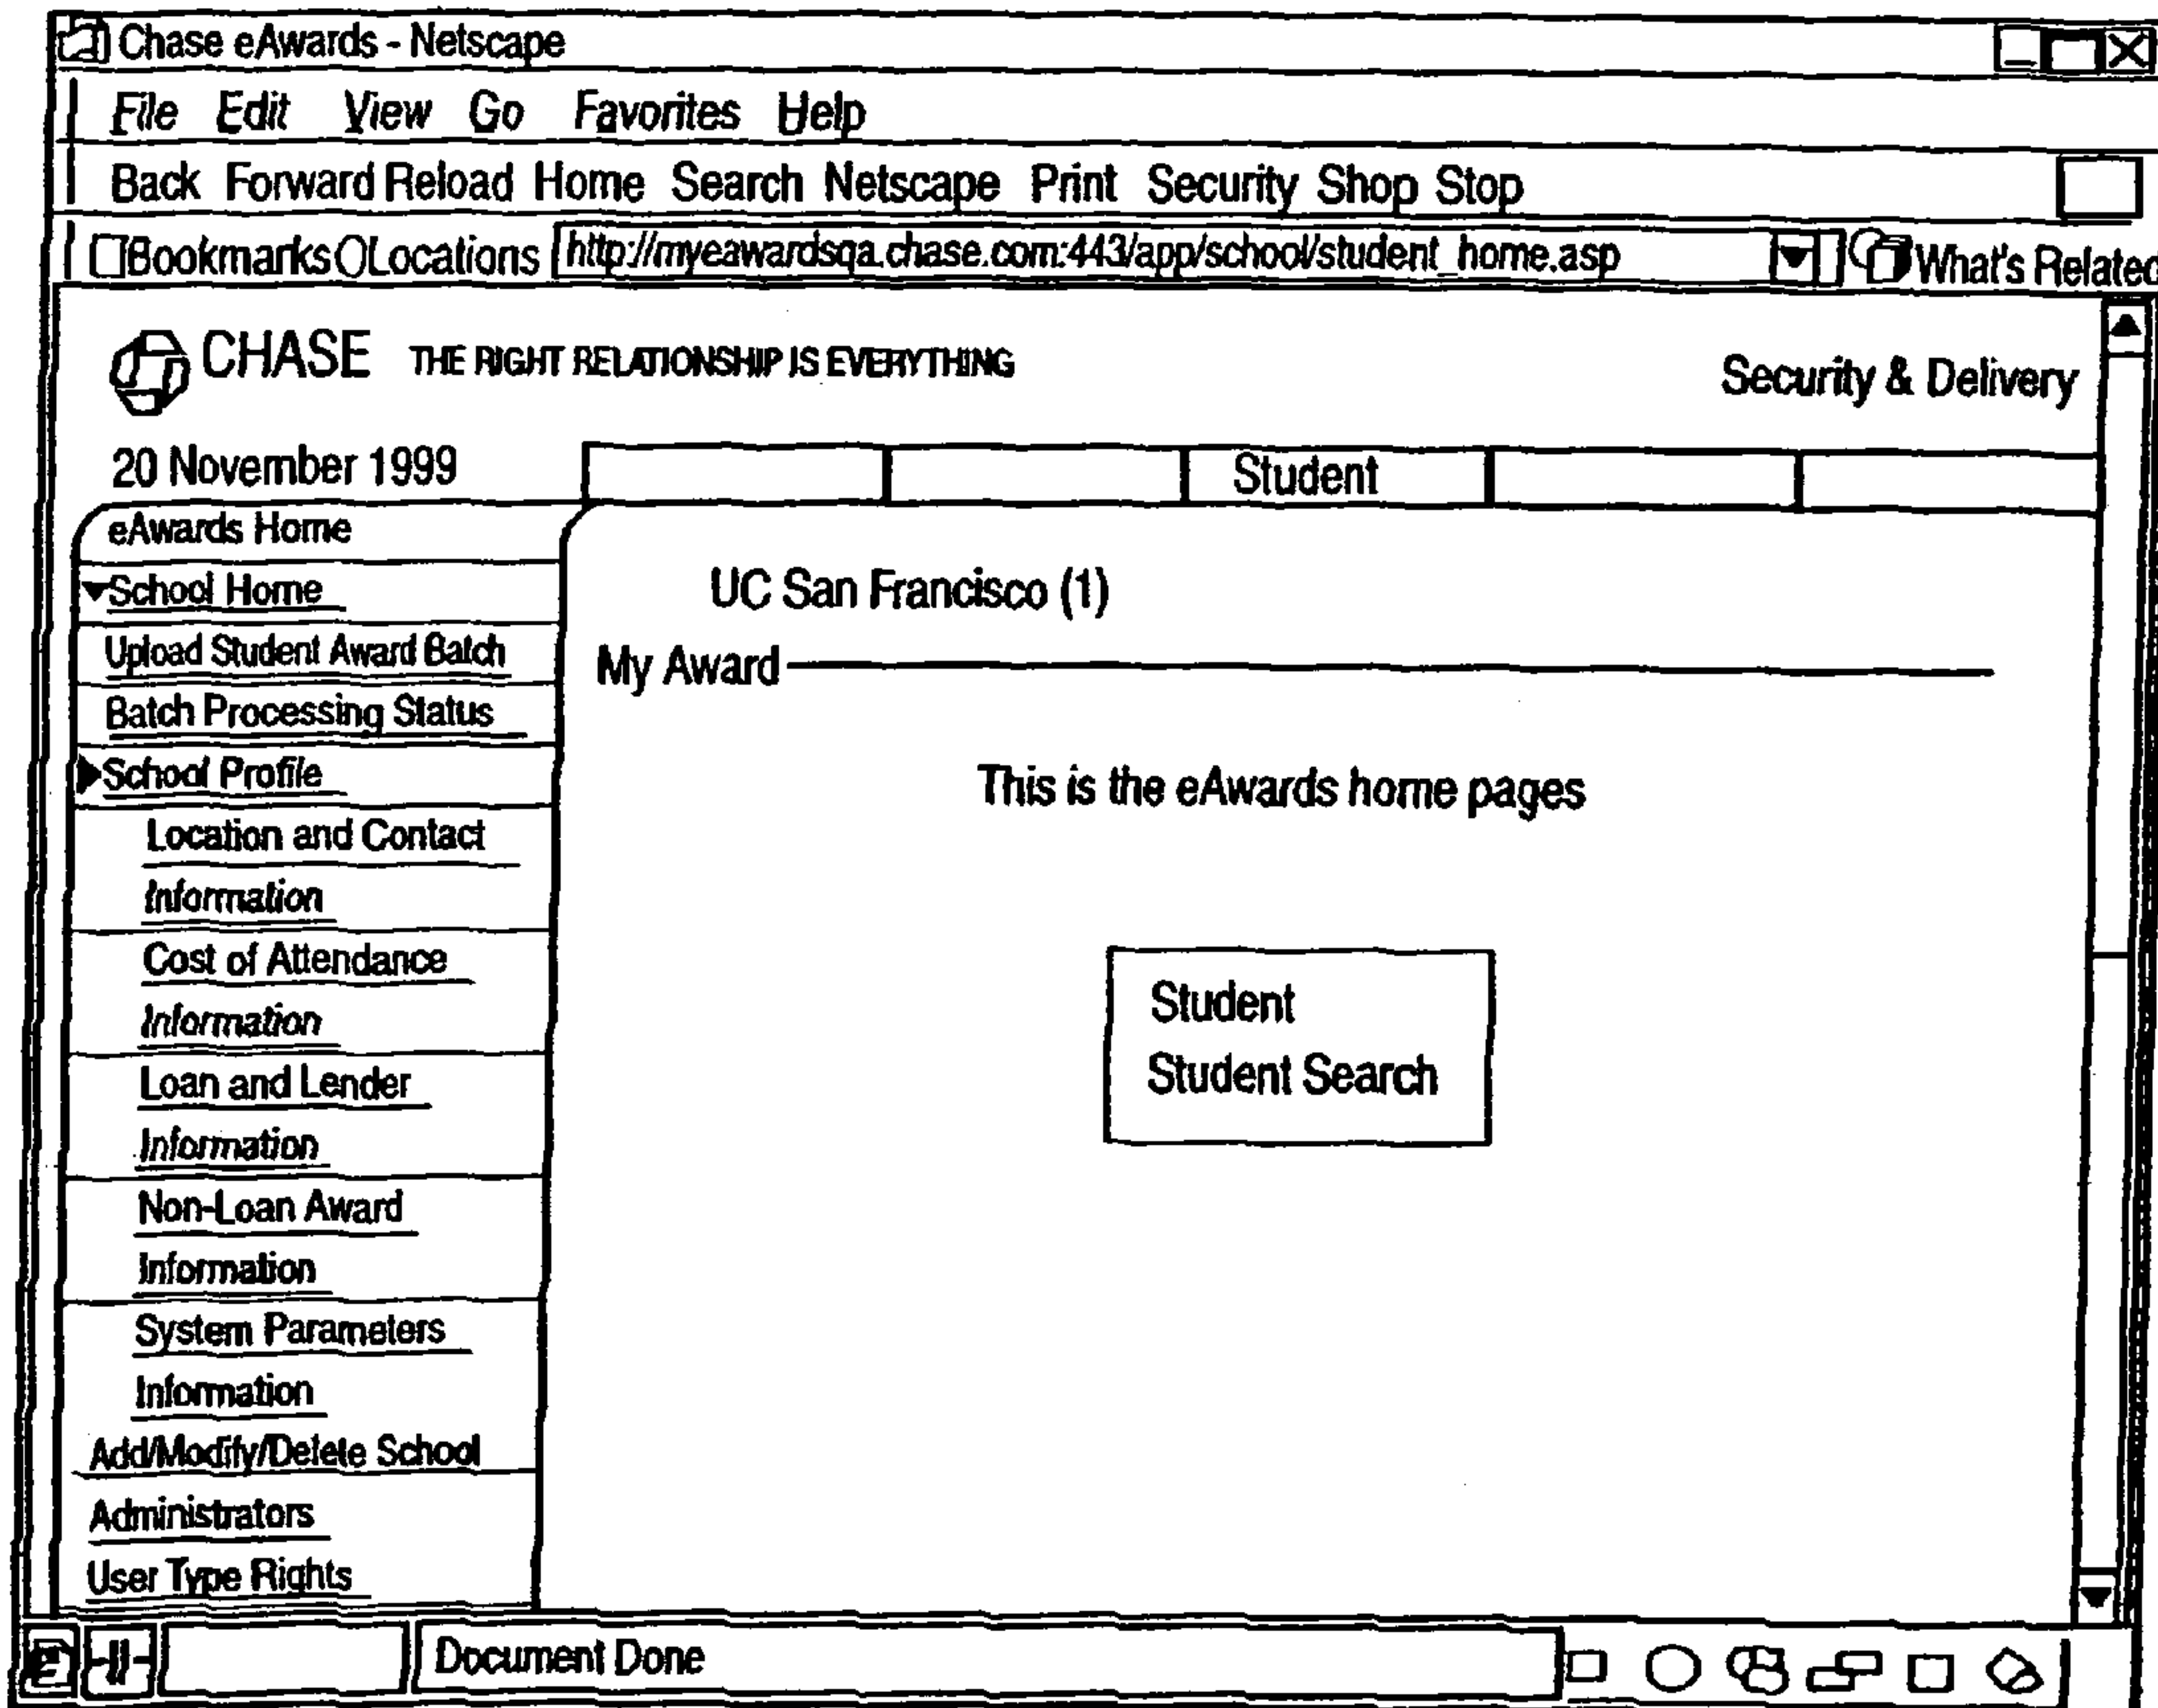 Chase eAwards - Netscape
File Edit View Go Favorites Help
Back Forward Reload Home Search Netscape Print Security Shop Stop
Bookmarks Locations http://myeawardsqa.chase.com:443/app/school/student_home.asp What's Related
CHASE THE RIGHT RELATIONSHIP IS EVERYTHING
Security & Delivery
20 November 1999
Student
eAwards Home
School Home
Upload Student Award Batch
Batch Processing Status
School Profile
Location and Contact
Information
Cost of Attendance
Information
Loan and Lender
Information
Non-Loan Award
Information
System Parameters
Information
Add/Modify/Delete School
Administrators
User Type Rights
UC San Francisco (1)
My Award
This is the eAwards home pages
Student
Student Search
Document Done